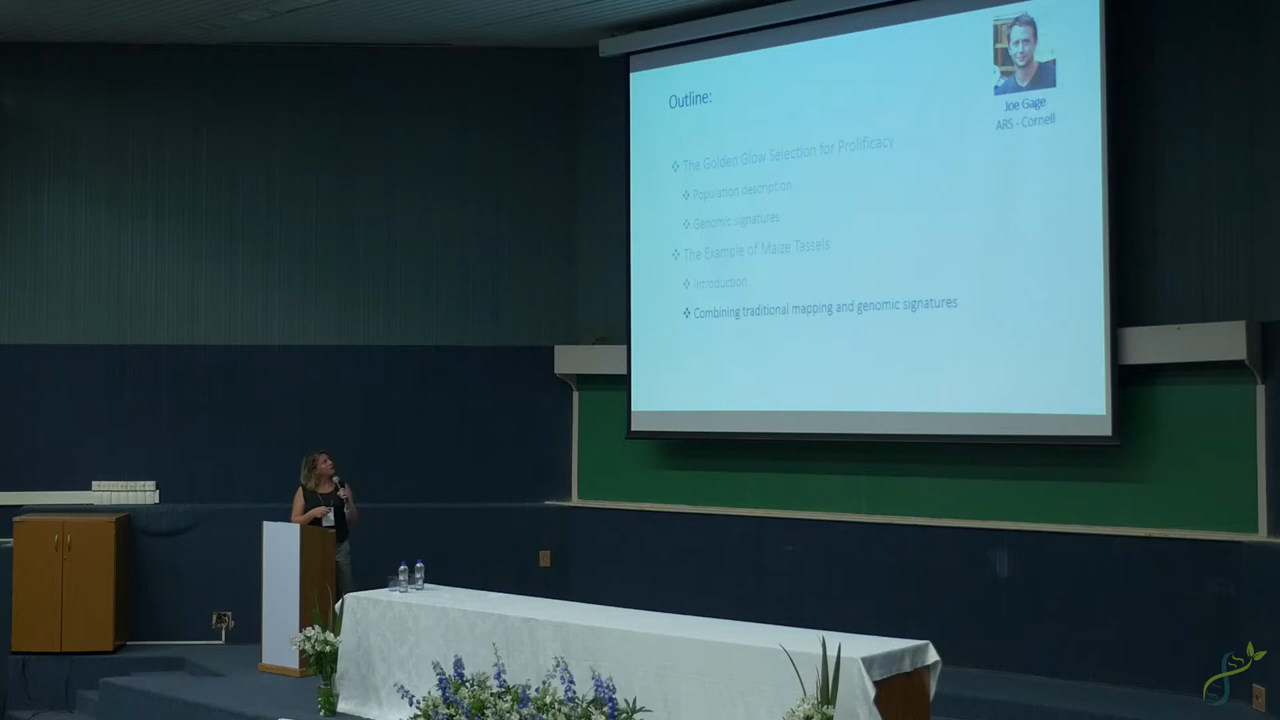 Outline:
Joe Gage
ARS - Cornell
❖ The Golden Glow Selection for Prolificacy
❖ Population description
❖ Genomic signatures
❖ The Example of Maize Tassels
❖ Introduction
❖ Combining traditional mapping and genomic signatures